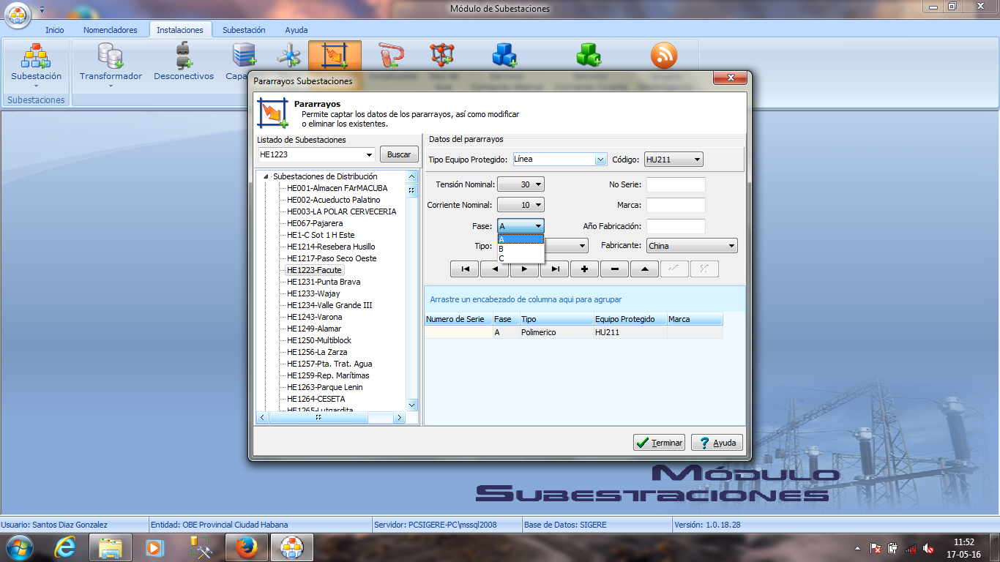 Módulo de Subestaciones
Inicio Nomencladores Instalaciones Subestación Ayuda
Subestación Transformador Desconectivos Capa
Subestaciones
Pararrayos Subestaciones
Pararrayos
Permite captar los datos de los pararrayos, así como modificar
o eliminar los existentes.
Listado de Subestaciones
HE1223 Buscar
Subestaciones de Distribución
HE001-Almacen FArMACUBA
HE002-Acueducto Palatino
HE003-LA POLAR CERVECERIA
HE067-Pajarera
HE1-C Sot 1 H Este
HE1214-Resebera Husillo
HE1217-Paso Seco Oeste
HE1223-Facute
HE1231-Punta Brava
HE1233-Wajay
HE1234-Valle Grande III
HE1243-Varona
HE1249-Alamar
HE1250-Multiblock
HE1256-La Zarza
HE1257-Pta. Trat. Agua
HE1259-Rep. Marítimas
HE1263-Parque Lenin
HE1264-CESETA
HE1265-Lutgardita
Datos del pararrayos
Tipo Equipo Protegido: Línea Código: HU211
Tensión Nominal: 30 No Serie:
Corriente Nominal: 10 Marca:
Fase: A Año Fabricación:
A
B
C
Tipo: Fabricante: China
Arrastre un encabezado de columna aqui para agrupar
Numero de Serie Fase Tipo Equipo Protegido Marca
A Polimerico HU211
Terminar Ayuda
Módulo
Subestaciones
Usuario: Santos Diaz Gonzalez Entidad: OBE Provincial Ciudad Habana Servidor: PCSIGERE-PC\mssql2008 Base de Datos: SIGERE Versión: 1.0.18.28
11:52
17-05-16